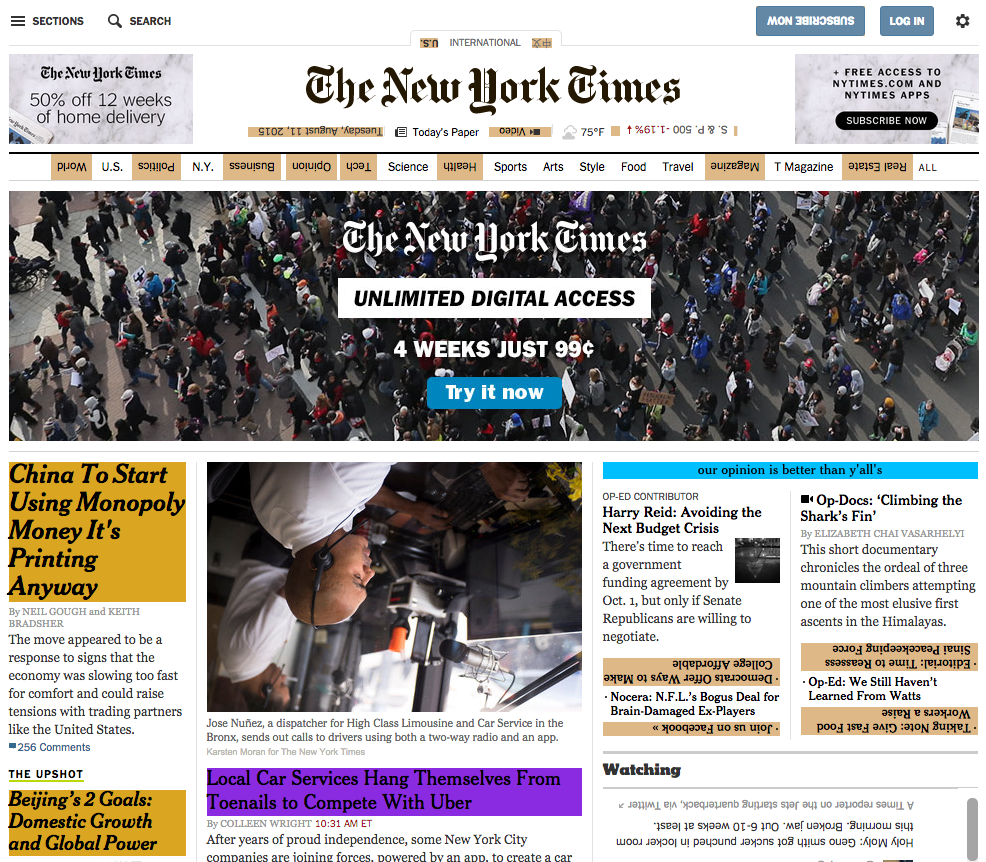 SECTIONS
SEARCH
SUBSCRIBE NOW
LOG IN
U.S.
INTERNATIONAL
中文
The New York Times
50% off 12 weeks
of home delivery
The New York Times
+ FREE ACCESS TO
NYTIMES.COM AND
NYTIMES APPS
SUBSCRIBE NOW
Tuesday, August 11, 2015
Today's Paper
Video
75°F
S. & P. 500 -1.19% ↓
World
U.S.
Politics
N.Y.
Business
Opinion
Tech
Science
Health
Sports
Arts
Style
Food
Travel
Magazine
T Magazine
Real Estate
ALL
The New York Times
UNLIMITED DIGITAL ACCESS
4 WEEKS JUST 99¢
Try it now
China To Start
Using Monopoly
Money It's
Printing
Anyway
By NEIL GOUGH and KEITH
BRADSHER
The move appeared to be a
response to signs that the
economy was slowing too fast
for comfort and could raise
tensions with trading partners
like the United States.
256 Comments
THE UPSHOT
Beijing's 2 Goals:
Domestic Growth
and Global Power
Jose Nuñez, a dispatcher for High Class Limousine and Car Service in the
Bronx, sends out calls to drivers using both a two-way radio and an app.
Karsten Moran for The New York Times
Local Car Services Hang Themselves From
Toenails to Compete With Uber
By COLLEEN WRIGHT 10:31 AM ET
After years of proud independence, some New York City
companies are joining forces, powered by an app, to create a car
our opinion is better than y'all's
OP-ED CONTRIBUTOR
Harry Reid: Avoiding the
Next Budget Crisis
There's time to reach
a government
funding agreement by
Oct. 1, but only if Senate
Republicans are willing to
negotiate.
· Democrats Offer Ways to Make
College Affordable
· Nocera: N.F.L.'s Bogus Deal for
Brain-Damaged Ex-Players
· Join us on Facebook »
Op-Docs: ‘Climbing the
Shark's Fin’
By ELIZABETH CHAI VASARHELYI
This short documentary
chronicles the ordeal of three
mountain climbers attempting
one of the most elusive first
ascents in the Himalayas.
· Editorial: Time to Reassess
Sinai Peacekeeping Force
· Op-Ed: We Still Haven't
Learned From Watts
· Taking Note: Give Fast Food
Workers a Raise
Watching
Holy Moly: Geno smith got sucker punched in locker room
this morning. Broken jaw. Out 6-10 weeks at least.
A Times reporter on the Jets starting quarterback, via Twitter